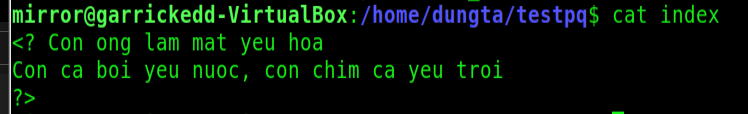 mirror@garrickedd-VirtualBox:/home/dungta/testpq$ cat index
<? Con ong lam mat yeu hoa
Con ca boi yeu nuoc, con chim ca yeu troi
?>